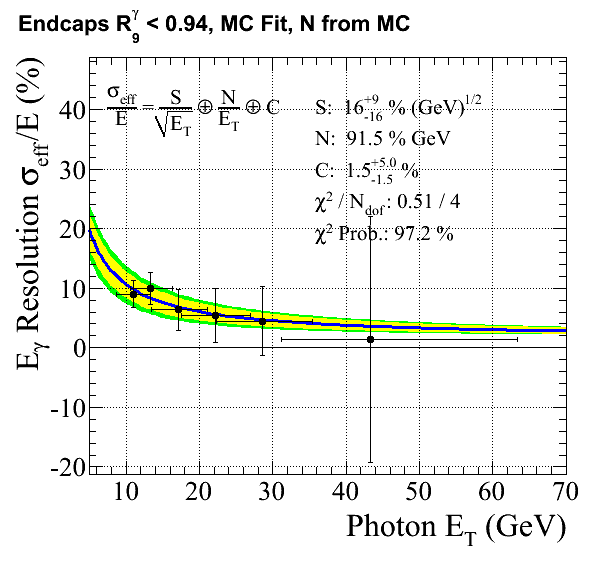 Endcaps R₉^γ < 0.94, MC Fit, N from MC
E_γ Resolution σ_eff/E (%)
σ_eff/E = S/√E_T ⊕ N/E_T ⊕ C
S: 16 +9 -16 % (GeV)^1/2
N: 91.5 % GeV
C: 1.5 +5.0 -1.5 %
χ² / N_dof: 0.51 / 4
χ² Prob.: 97.2 %
40
30
20
10
0
-10
-20
10 20 30 40 50 60 70
Photon E_T (GeV)